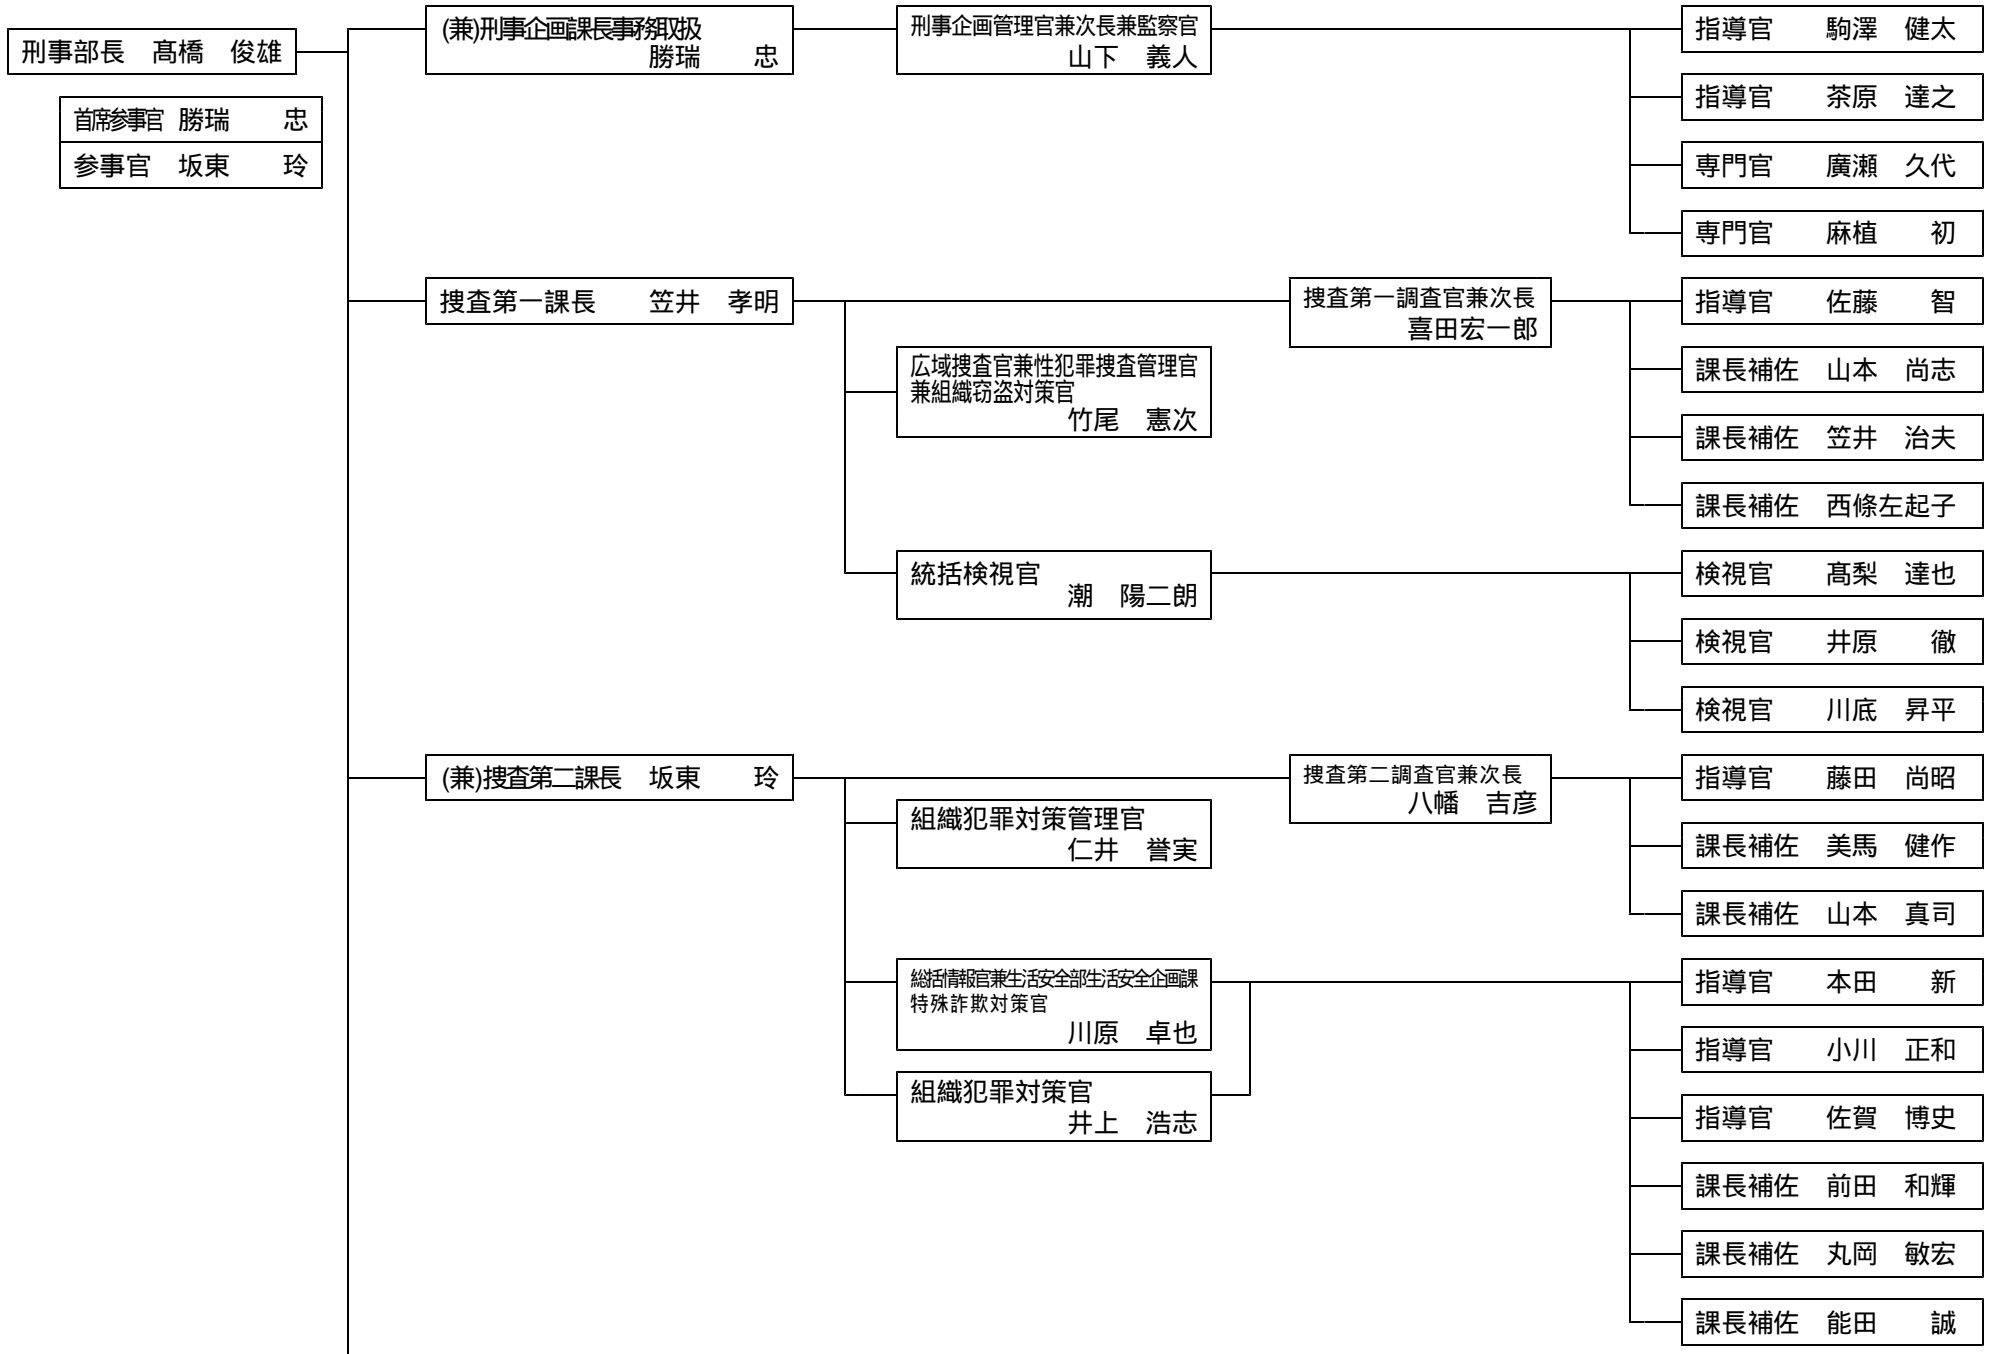 刑事部長　髙橋　俊雄
首席参事官　勝瑞　　忠
参事官　坂東　　玲
(兼)刑事企画課長事務取扱
勝瑞　　忠
刑事企画管理官兼次長兼監察官
山下　義人
指導官　　駒澤　健太
指導官　　茶原　達之
専門官　　廣瀬　久代
専門官　　麻植　　初
捜査第一課長　　笠井　孝明
捜査第一調査官兼次長
喜田宏一郎
広域捜査官兼性犯罪捜査管理官
兼組織窃盗対策官
竹尾　憲次
指導官　　佐藤　　智
課長補佐　山本　尚志
課長補佐　笠井　治夫
課長補佐　西條左起子
統括検視官
潮　陽二朗
検視官　　髙梨　達也
検視官　　井原　　徹
検視官　　川底　昇平
(兼)捜査第二課長　坂東　　玲
捜査第二調査官兼次長
八幡　吉彦
組織犯罪対策管理官
仁井　誉実
指導官　　藤田　尚昭
課長補佐　美馬　健作
課長補佐　山本　真司
総括情報官兼生活安全部生活安全企画課
特殊詐欺対策官
川原　卓也
組織犯罪対策官
井上　浩志
指導官　　本田　　新
指導官　　小川　正和
指導官　　佐賀　博史
課長補佐　前田　和輝
課長補佐　丸岡　敏宏
課長補佐　能田　　誠